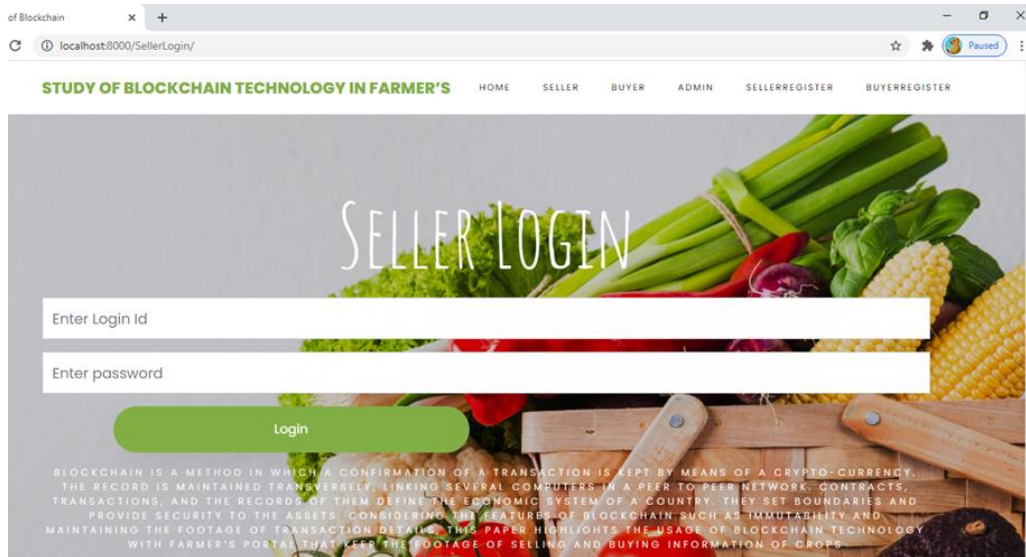 of Blockchain
localhost:8000/SellerLogin/
Paused
STUDY OF BLOCKCHAIN TECHNOLOGY IN FARMER'S HOME SELLER BUYER ADMIN SELLERREGISTER BUYERREGISTER
SELLER LOGIN
Enter Login Id
Enter password
Login
BLOCKCHAIN IS A METHOD IN WHICH A CONFIRMATION OF A TRANSACTION IS KEPT BY MEANS OF A CRYPTO-CURRENCY.
THE RECORD IS MAINTAINED TRANSVERSELY, LINKING SEVERAL COMPUTERS IN A PEER TO PEER NETWORK. CONTRACTS,
TRANSACTIONS, AND THE RECORDS OF THEM DEFINE THE ECONOMIC SYSTEM OF A COUNTRY. THEY SET BOUNDARIES AND
PROVIDE SECURITY TO THE ASSETS. CONSIDERING THE FEATURES OF BLOCKCHAIN SUCH AS IMMUTABILITY AND
MAINTAINING THE FOOTAGE OF TRANSACTION DETAILS, THIS PAPER HIGHLIGHTS THE USAGE OF BLOCKCHAIN TECHNOLOGY
WITH FARMER'S PORTAL THAT KEEP THE FOOTAGE OF SELLING AND BUYING INFORMATION OF CROPS